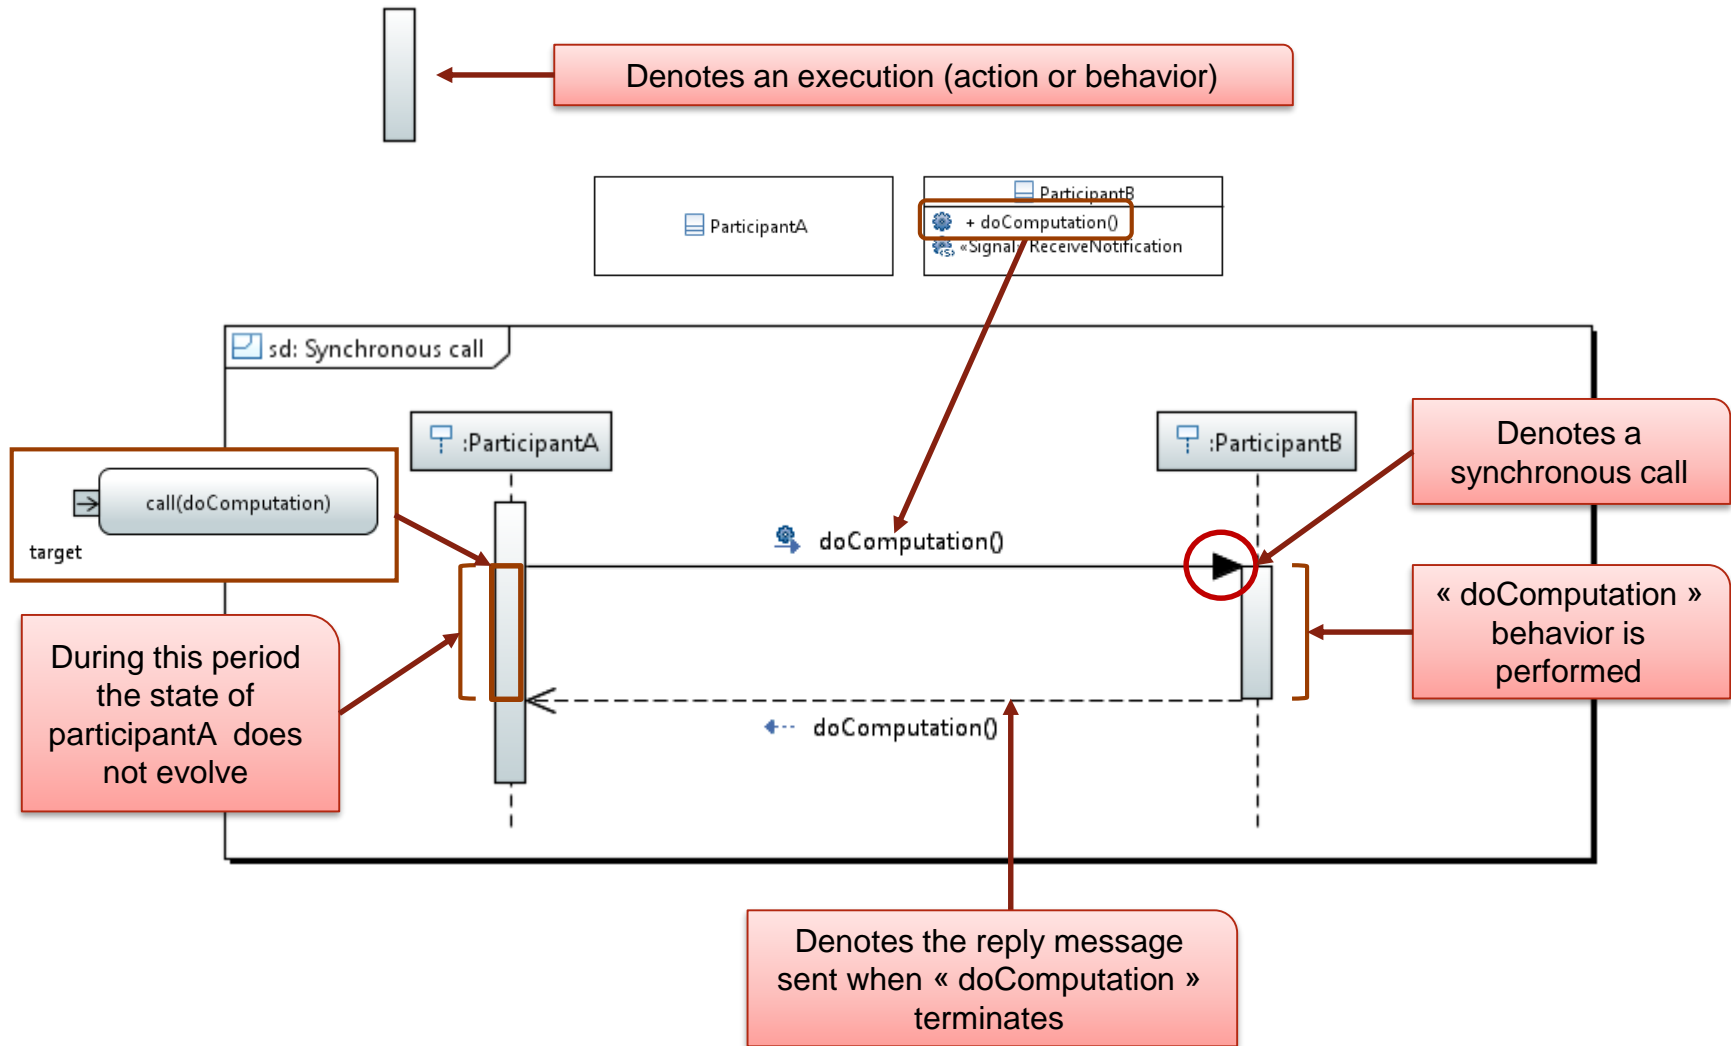 Denotes an execution (action or behavior)
ParticipantA
ParticipantB
+ doComputation()
«Signal» ReceiveNotification
sd: Synchronous call
:ParticipantA
:ParticipantB
Denotes a
synchronous call
call(doComputation)
target
doComputation()
« doComputation »
behavior is
performed
During this period
the state of
participantA does
not evolve
doComputation()
Denotes the reply message
sent when « doComputation »
terminates